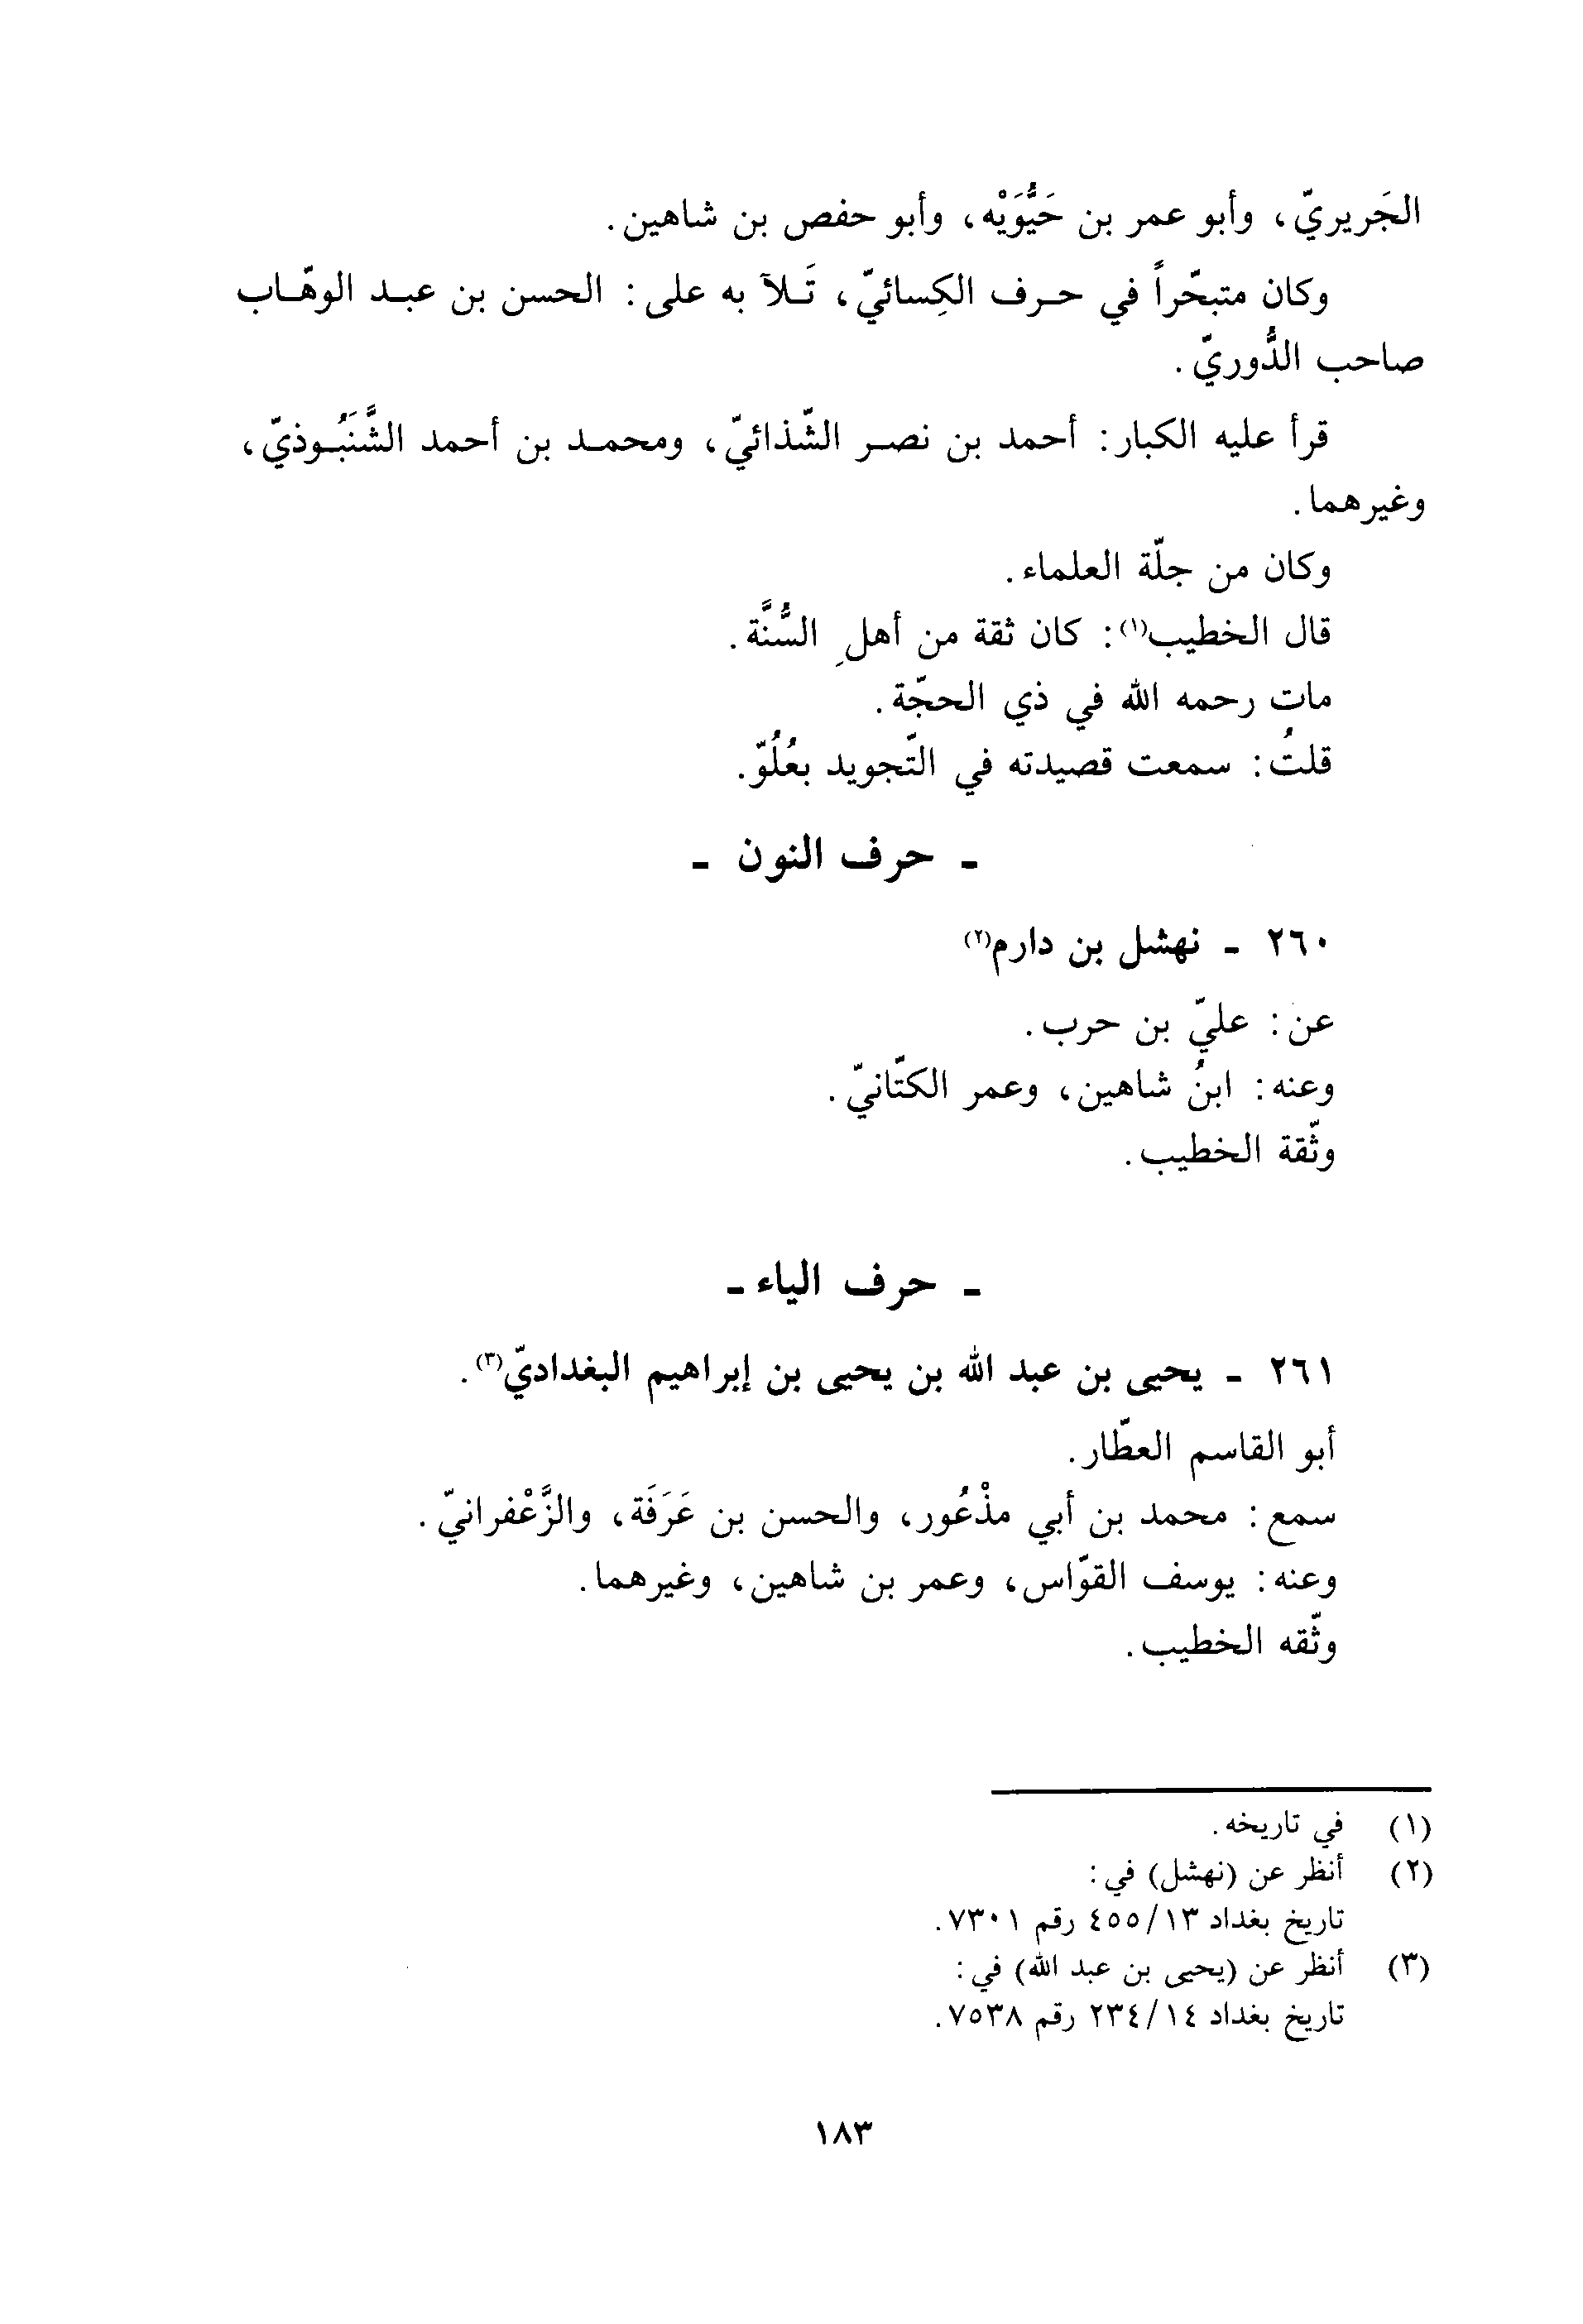 الجَريريّ، وأبو عمر بن حَيُّوَيْه، وأبو حفص بن شاهين.
وكان متبحّراً في حرف الكِسائيّ، تَلآ به على: الحسن بن عبد الوهّاب
صاحب الدُّوريّ.
قرأ عليه الكبار: أحمد بن نصر الشّذائيّ، ومحمد بن أحمد الشَّنَبُوذيّ،
وغيرهما.
وكان من جلّة العلماء.
قال الخطيب(١): كان ثقة من أهلِ السُّنَّة.
مات رحمه الله في ذي الحجّة.
قلتُ: سمعت قصيدته في التّجويد بعُلُوّ.
ـ حرف النون ـ
٢٦٠ ـ نهشل بن دارم(٢)
عن: عليّ بن حرب.
وعنه: ابنُ شاهين، وعمر الكتّانيّ.
وثّقة الخطيب.
ـ حرف الياء ـ
٢٦١ ـ يحيى بن عبد الله بن يحيى بن إبراهيم البغداديّ(٣).
أبو القاسم العطّار.
سمع: محمد بن أبي مذْعُور، والحسن بن عَرَفَة، والزَّعْفرانيّ.
وعنه: يوسف القوّاس، وعمر بن شاهين، وغيرهما.
وثّقه الخطيب.
(١) في تاريخه.
(٢) أنظر عن (نهشل) في:
تاريخ بغداد ٤٥٥/١٣ رقم ٧٣٠١.
(٣) أنظر عن (يحيى بن عبد الله) في:
تاريخ بغداد ٢٣٤/١٤ رقم ٧٥٣٨.
١٨٣